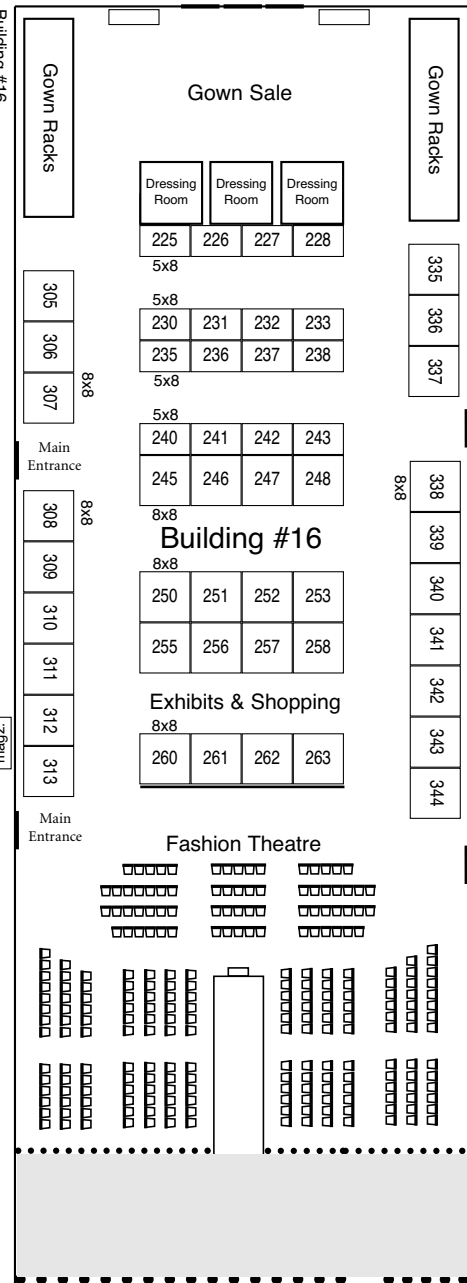 Building #16
Gown Racks
Gown Sale
Gown Racks
Dressing
Room
Dressing
Room
Dressing
Room
225 226 227 228
5x8
5x8
230 231 232 233
235 236 237 238
5x8
5x8
240 241 242 243
245 246 247 248
8x8
Building #16
8x8
250 251 252 253
255 256 257 258
Exhibits & Shopping
8x8
260 261 262 263
305
306
307
8x8
Main
Entrance
308
8x8
309
310
311
312
313
Main
Entrance
335
336
337
338
8x8
339
340
341
342
343
344
Fashion Theatre